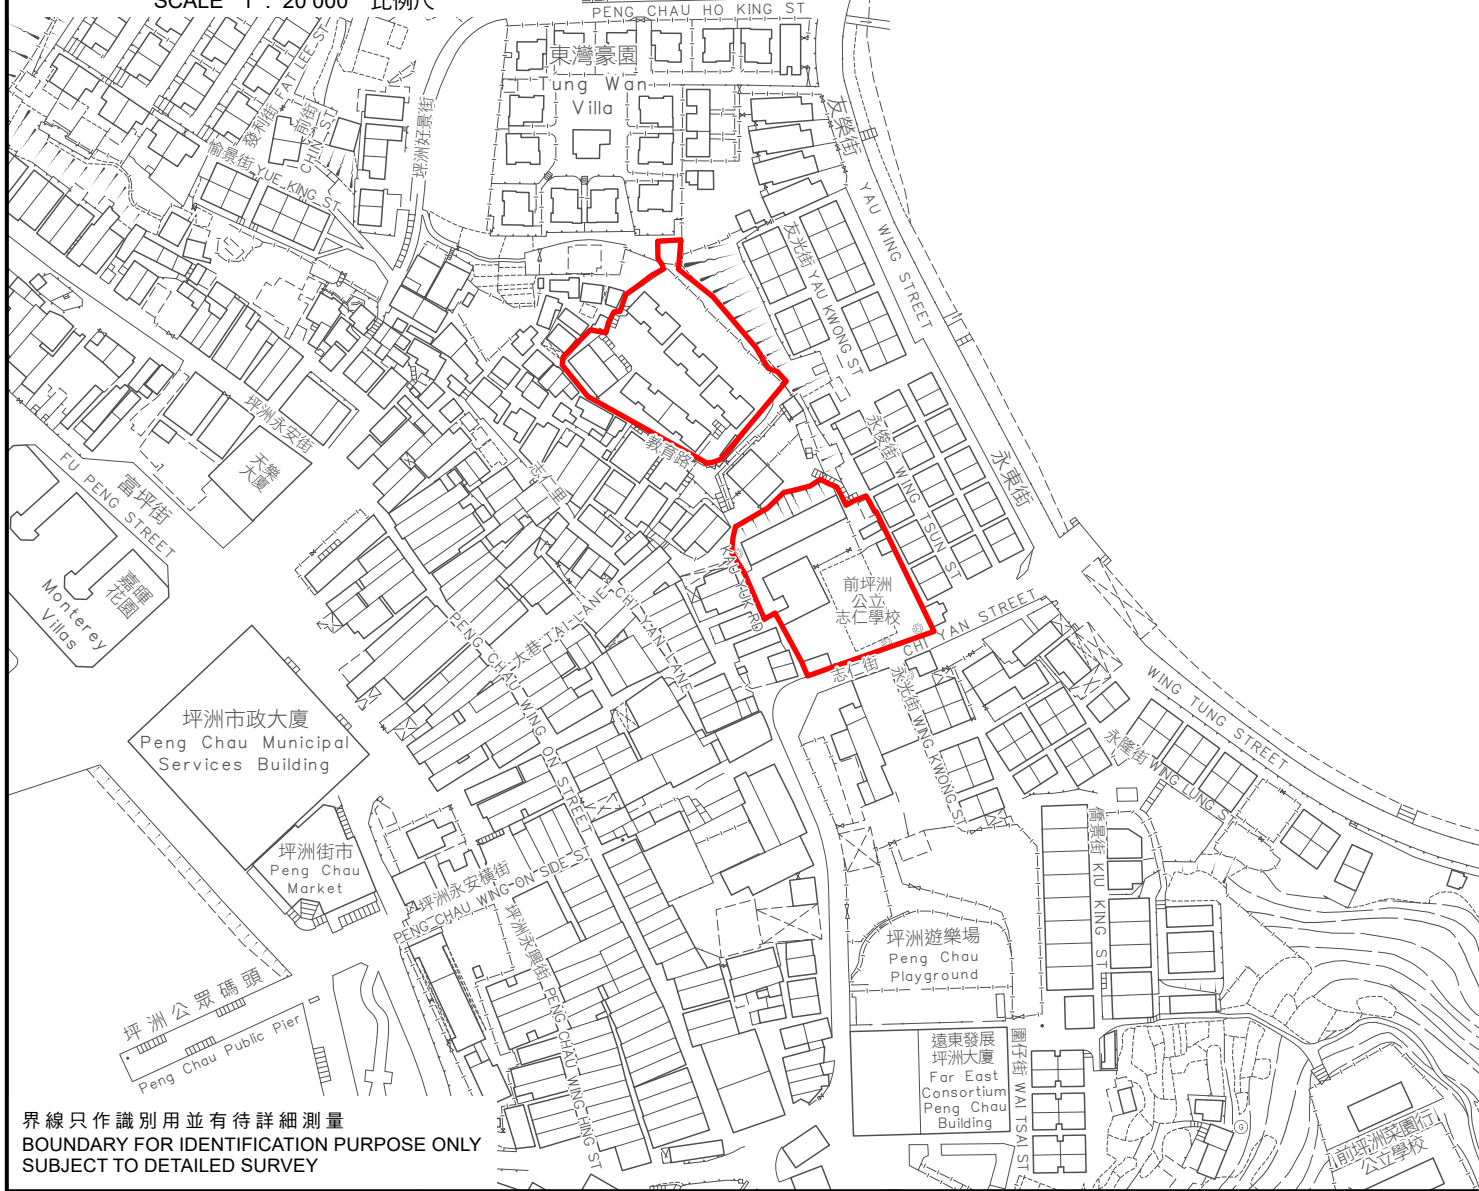 SCALE 1 : 20 000 比例尺
PENG CHAU HO KING ST
東灣豪園
Tung Wan
Villa
發利街 FAT LEE ST
前街
CHIN ST
坪洲好景街
愉景街 YUE KING ST
友榮街
YAU WING STREET
友光街 YAU KWONG ST
坪洲永安街
天樂
大廈
FU PENG STREET
富坪街
嘉暉
花園
Monterey
Villas
教育路
志仁里
永俊街 WING TSUN ST
永東街
KAU YUK RD
前坪洲
公立
志仁學校
志仁街 CHI YAN STREET
大巷 TAI LANE
CHI YAN LANE
PENG CHAU WING ON STREET
坪洲市政大廈
Peng Chau Municipal
Services Building
永光街 WING KWONG ST
WING TUNG STREET
永隆街 WING LUNG ST
坪洲街市
Peng Chau
Market
坪洲永安橫街
PENG CHAU WING ON SIDE ST
坪洲永興街 PENG CHAU WING HING ST
僑景街 KIU KING ST
坪洲遊樂場
Peng Chau
Playground
坪洲公眾碼頭
Peng Chau Public Pier
遠東發展
坪洲大廈
Far East
Consortium
Peng Chau
Building
圍仔街 WAI TSAI ST
G
前坪洲菜園行
公立學校
界線只作識別用並有待詳細測量
BOUNDARY FOR IDENTIFICATION PURPOSE ONLY
SUBJECT TO DETAILED SURVEY